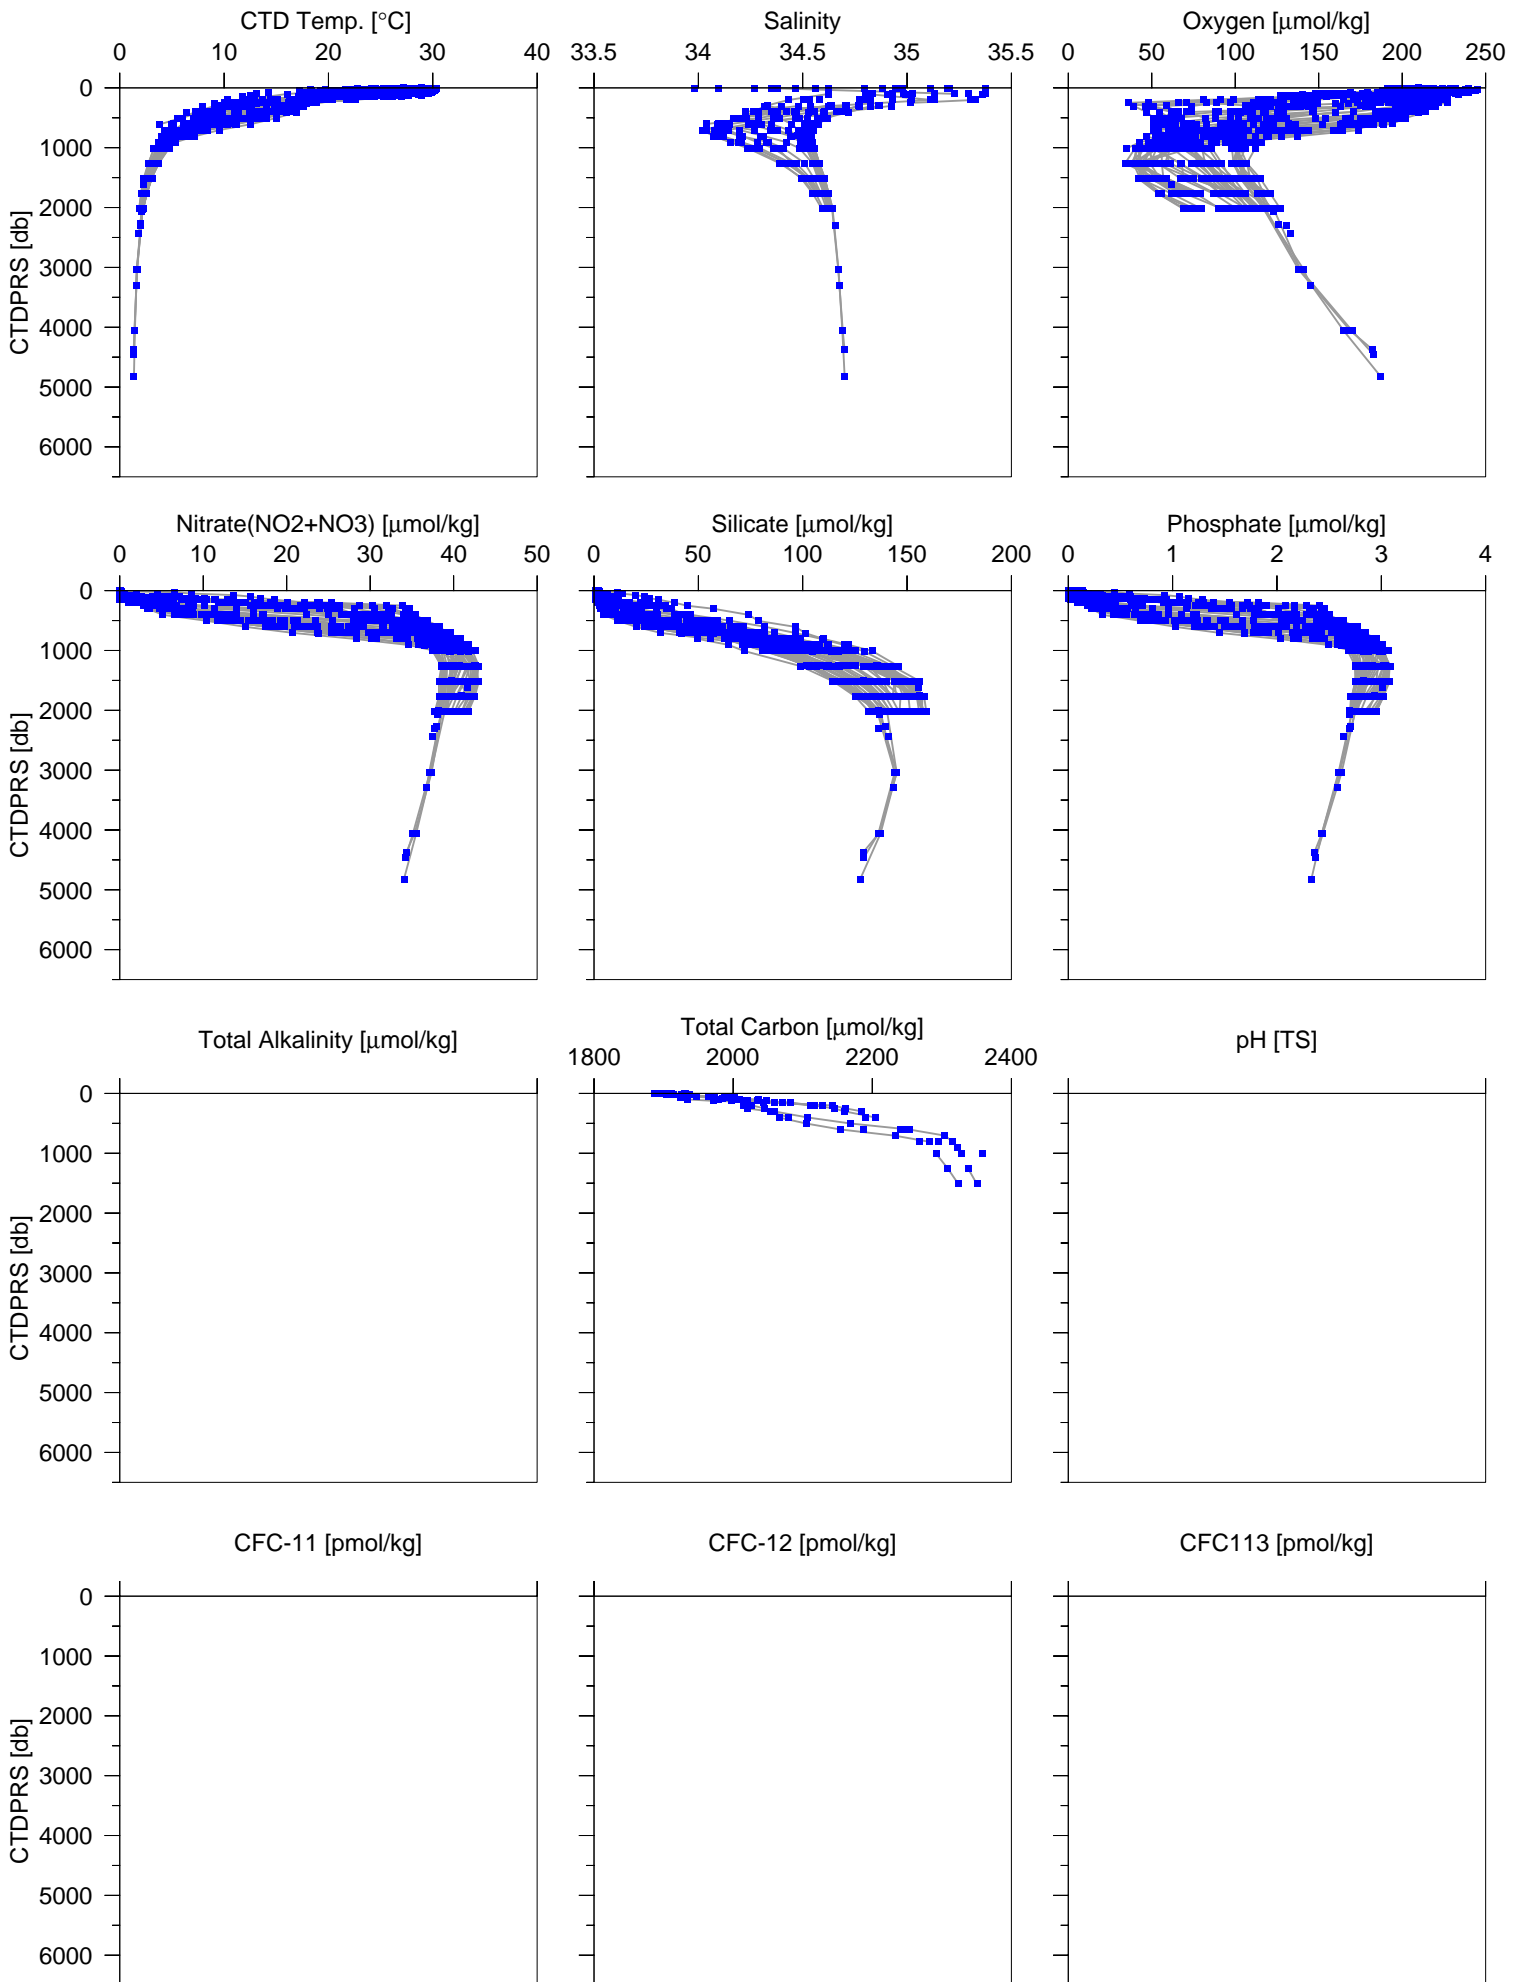 CTD Temp. [°C] Salinity Oxygen [μmol/kg]
0 10 20 30 40 33.5 34 34.5 35 35.5 0 50 100 150 200 250
0
1000
2000
3000
4000
5000
6000
CTDPRS [db]
Nitrate(NO2+NO3) [μmol/kg] Silicate [μmol/kg] Phosphate [μmol/kg]
0 10 20 30 40 50 0 50 100 150 200 0 1 2 3 4
0
1000
2000
3000
4000
5000
6000
CTDPRS [db]
Total Alkalinity [μmol/kg] Total Carbon [μmol/kg] pH [TS]
1800 2000 2200 2400
0
1000
2000
3000
4000
5000
6000
CTDPRS [db]
CFC-11 [pmol/kg] CFC-12 [pmol/kg] CFC113 [pmol/kg]
0
1000
2000
3000
4000
5000
6000
CTDPRS [db]